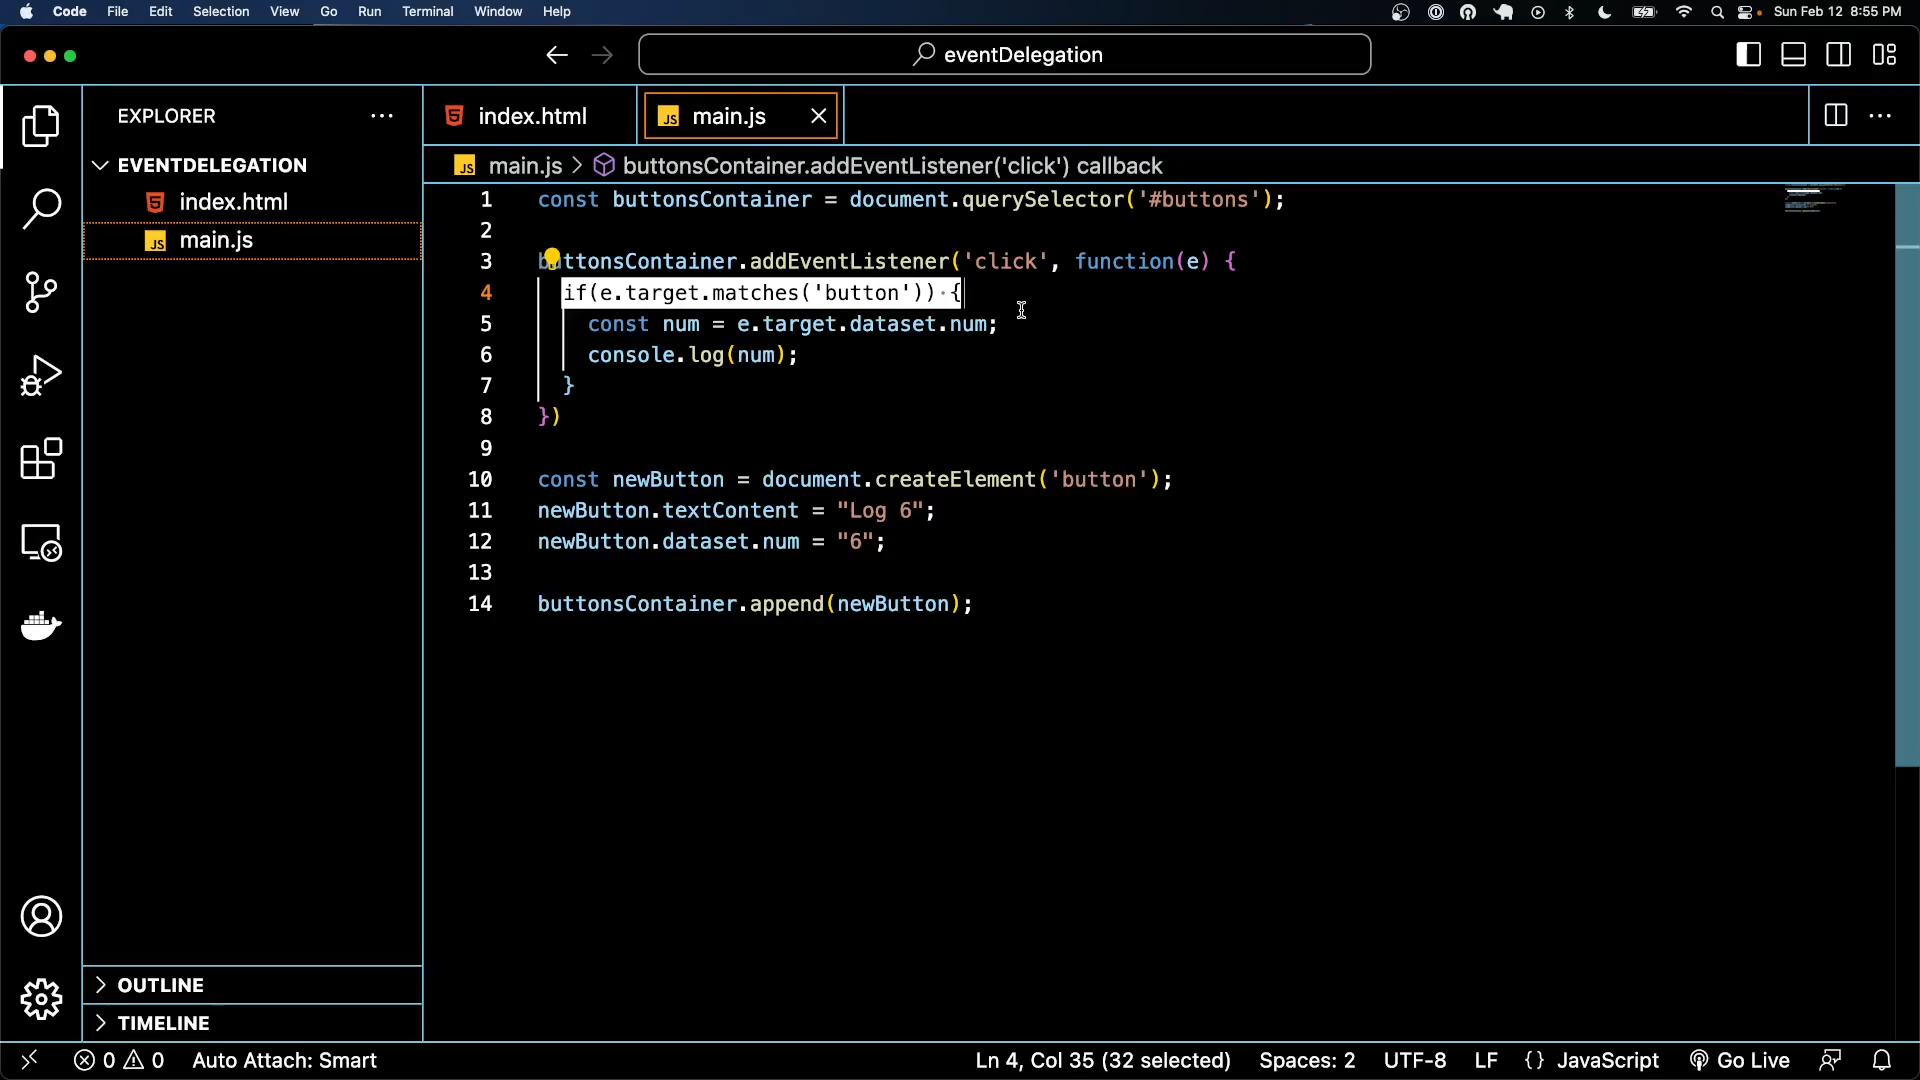 Code File Edit Selection View Go Run Terminal Window Help Sun Feb 12 8:55 PM
eventDelegation
EXPLORER
EVENTDELEGATION
index.html
main.js
OUTLINE
TIMELINE
index.html main.js
main.js > buttonsContainer.addEventListener('click') callback
1 const buttonsContainer = document.querySelector('#buttons');
2
3 buttonsContainer.addEventListener('click', function(e) {
4 if(e.target.matches('button')) {
5 const num = e.target.dataset.num;
6 console.log(num);
7 }
8 })
9
10 const newButton = document.createElement('button');
11 newButton.textContent = "Log 6";
12 newButton.dataset.num = "6";
13
14 buttonsContainer.append(newButton);
0 0 Auto Attach: Smart Ln 4, Col 35 (32 selected) Spaces: 2 UTF-8 LF {} JavaScript Go Live